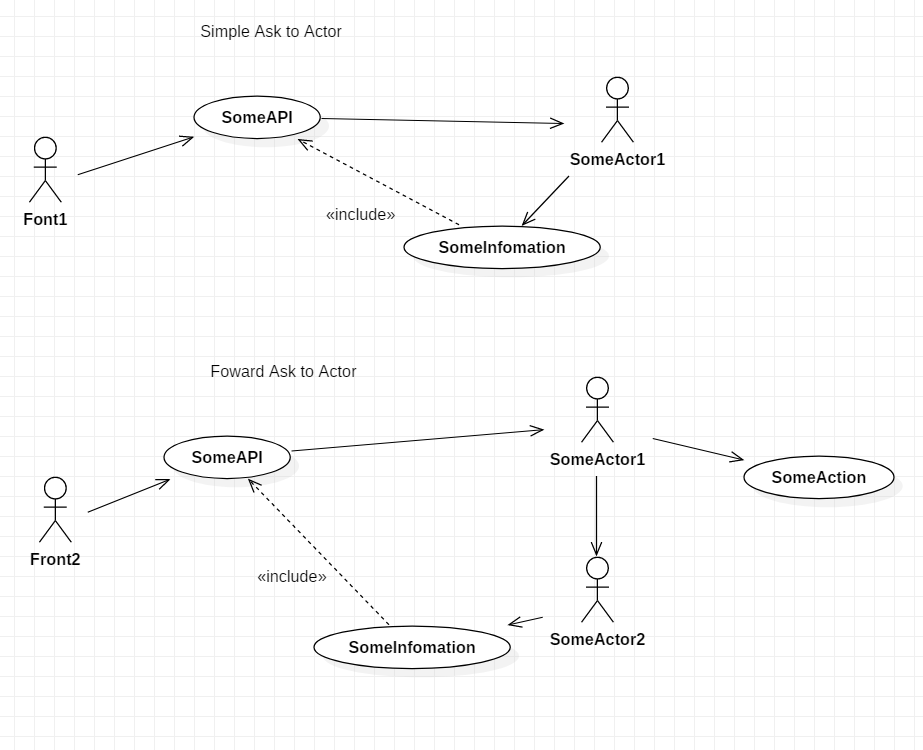 Simple Ask to Actor
SomeAPI
SomeActor1
Font1
«include»
SomeInfomation
Foward Ask to Actor
SomeAPI
SomeActor1
SomeAction
Front2
«include»
SomeActor2
SomeInfomation